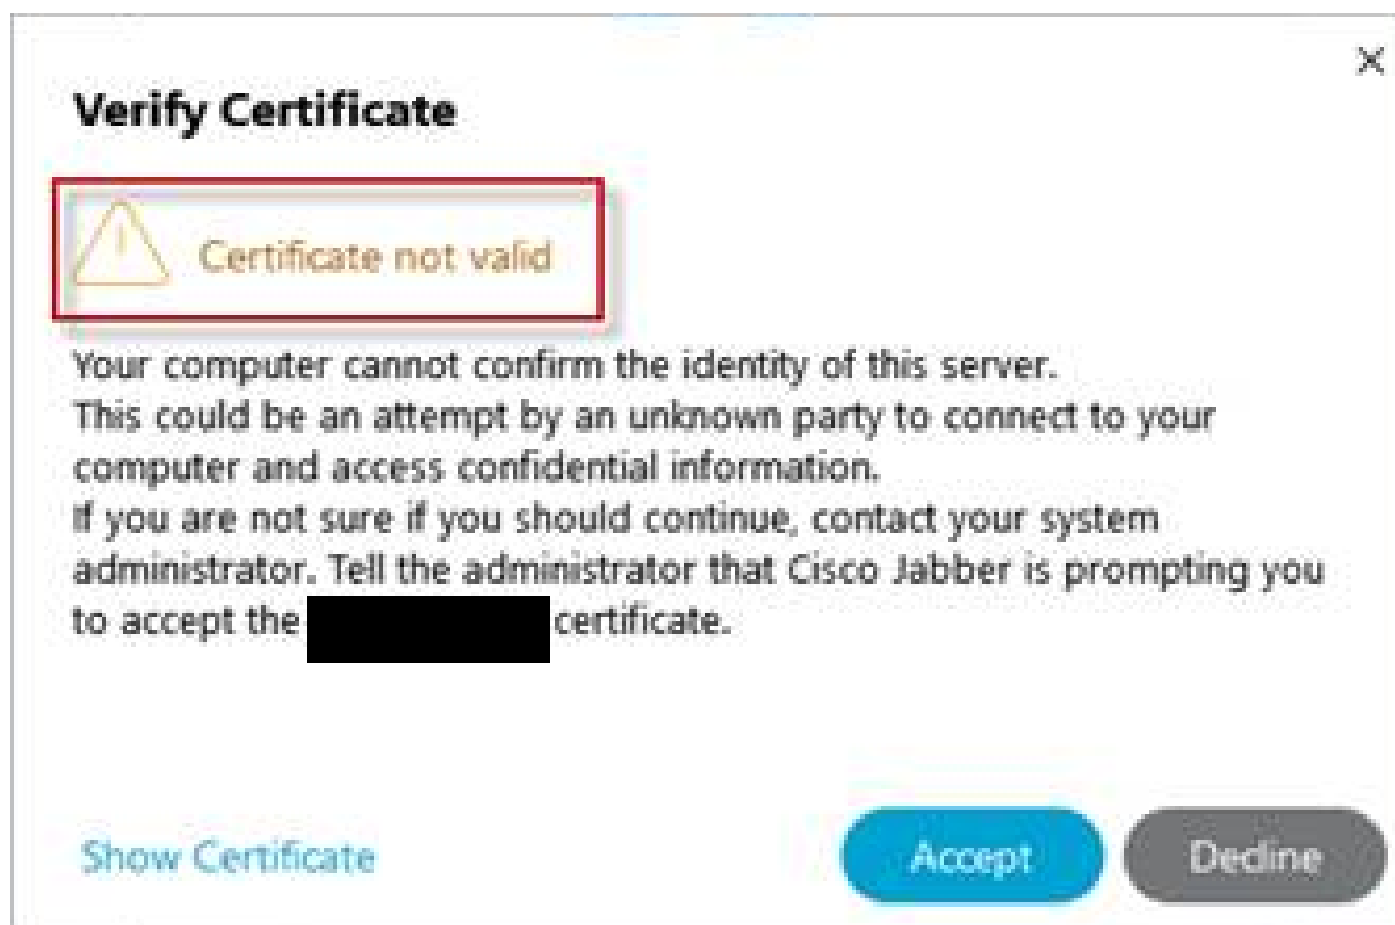 Verify Certificate
Certificate not valid
Your computer cannot confirm the identity of this server.
This could be an attempt by an unknown party to connect to your
computer and access confidential information.
If you are not sure if you should continue, contact your system
administrator. Tell the administrator that Cisco Jabber is prompting you
to accept the certificate.
Show Certificate
Accept
Decline